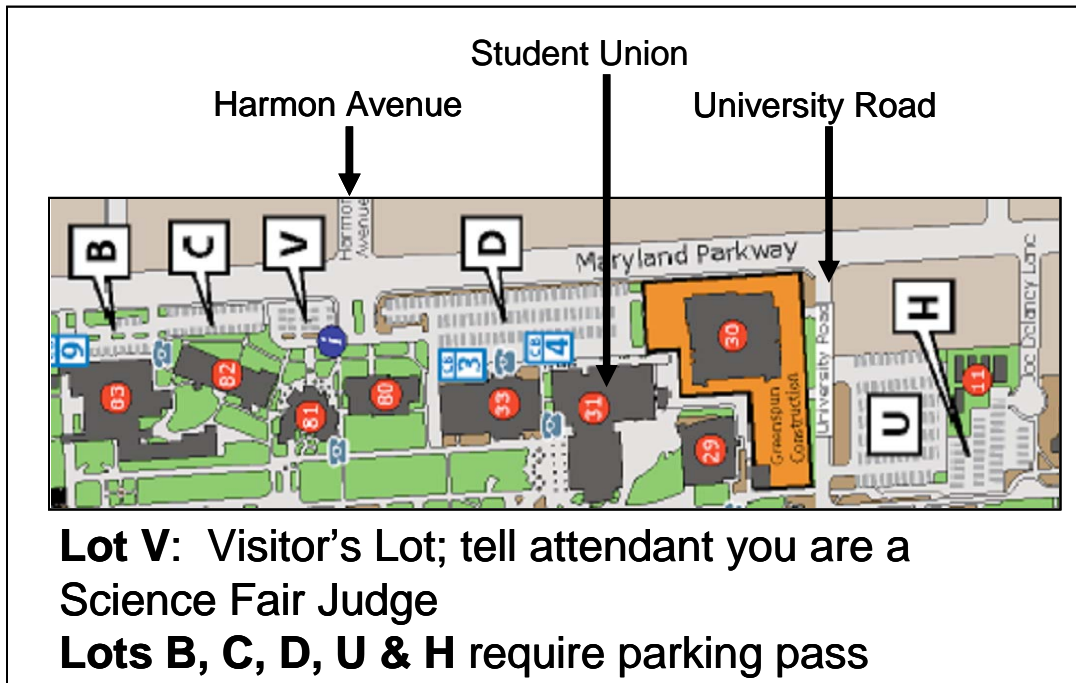 Student Union
Harmon Avenue
University Road
Harmon
Avenue
B
C
V
D
Maryland Parkway
H
U
University Road
CB
3
CB
4
9
i
83
82
81
80
33
31
30
29
11
Greenspun
Construction
Lot V: Visitor's Lot; tell attendant you are a
Science Fair Judge
Lots B, C, D, U & H require parking pass